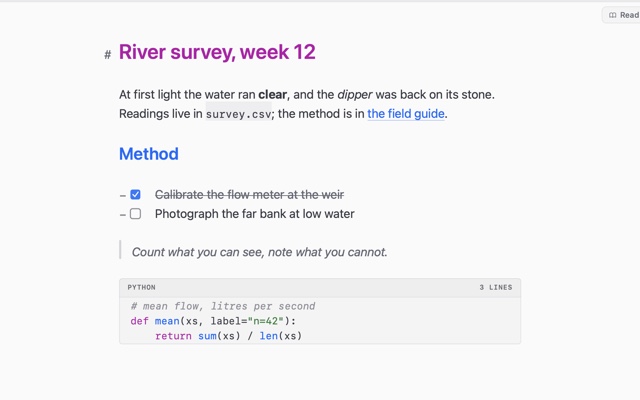 Read
# River survey, week 12
At first light the water ran clear, and the dipper was back on its stone.
Readings live in survey.csv; the method is in the field guide.
Method
– Calibrate the flow meter at the weir
– Photograph the far bank at low water
Count what you can see, note what you cannot.
PYTHON 3 LINES
# mean flow, litres per second
def mean(xs, label="n=42"):
    return sum(xs) / len(xs)